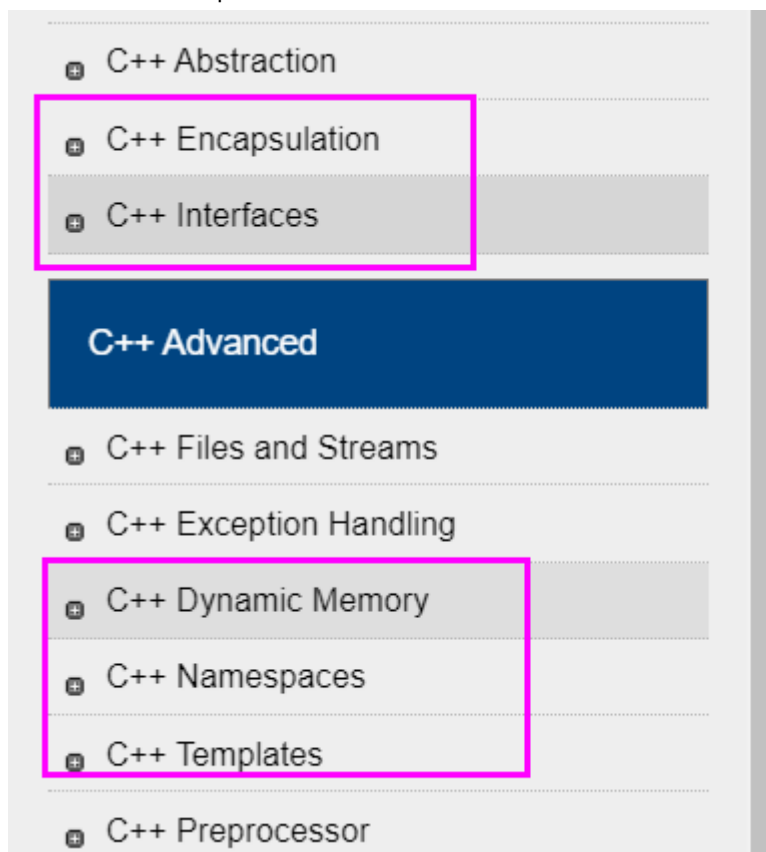 C++ Abstraction
C++ Encapsulation
C++ Interfaces
C++ Advanced
C++ Files and Streams
C++ Exception Handling
C++ Dynamic Memory
C++ Namespaces
C++ Templates
C++ Preprocessor